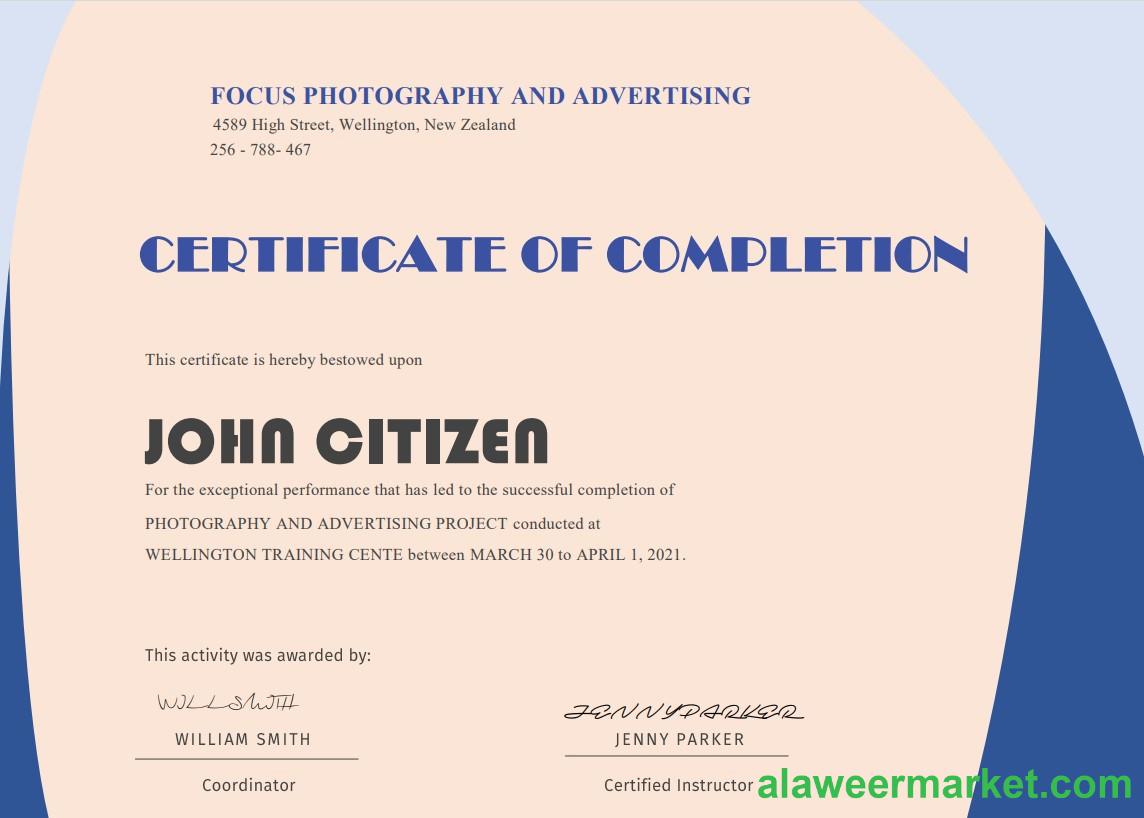 FOCUS PHOTOGRAPHY AND ADVERTISING
4589 High Street, Wellington, New Zealand
256 - 788- 467
CERTIFICATE OF COMPLETION
This certificate is hereby bestowed upon
JOHN CITIZEN
For the exceptional performance that has led to the successful completion of
PHOTOGRAPHY AND ADVERTISING PROJECT conducted at
WELLINGTON TRAINING CENTE between MARCH 30 to APRIL 1, 2021.
This activity was awarded by:
WILLSMITH
JENNYPARKER
WILLIAM SMITH
JENNY PARKER
Coordinator
Certified Instructor
alaweermarket.com